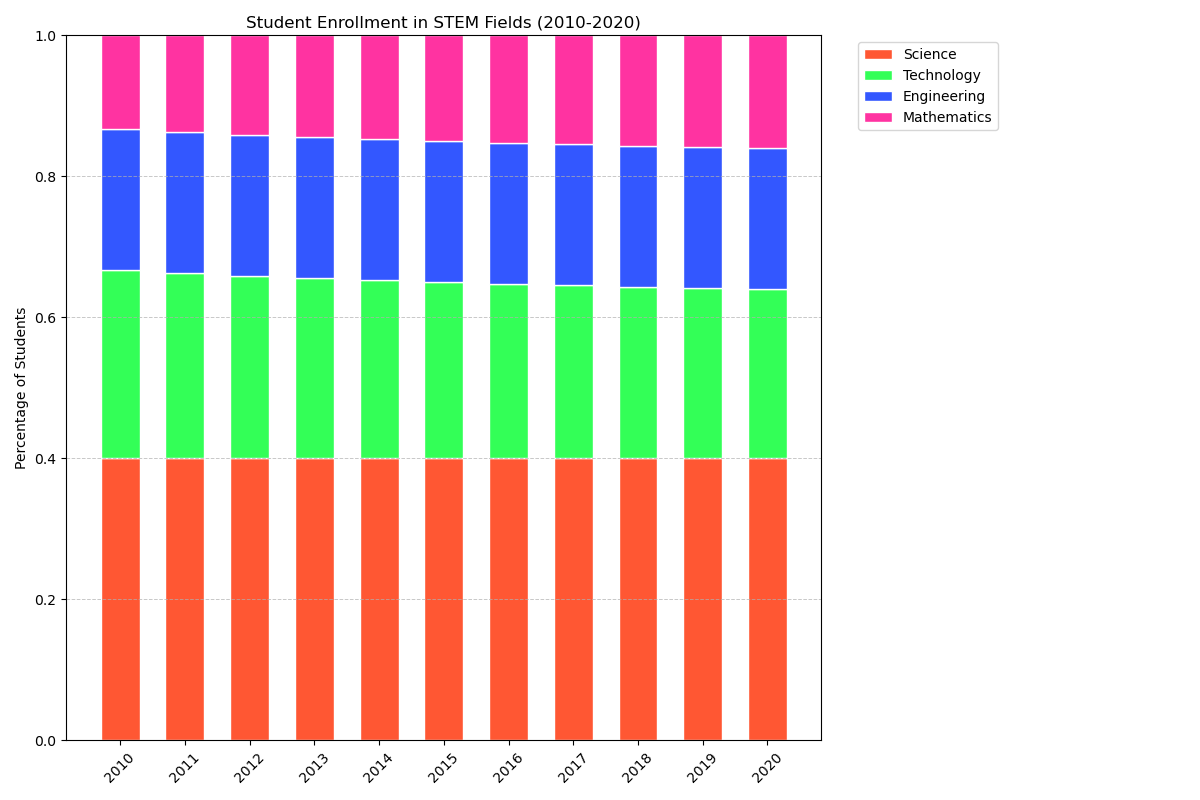 Student Enrollment in STEM Fields (2010-2020)
Percentage of Students
1.0
0.8
0.6
0.4
0.2
0.0
2010
2011
2012
2013
2014
2015
2016
2017
2018
2019
2020
Science
Technology
Engineering
Mathematics